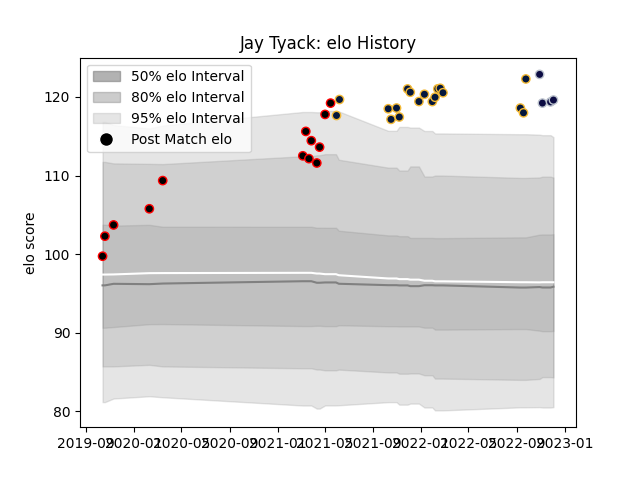 Jay Tyack: elo History
50% elo Interval
80% elo Interval
95% elo Interval
Post Match elo
elo score
120
110
100
90
80
2019-09 2020-01 2020-05 2020-09 2021-01 2021-05 2021-09 2022-01 2022-05 2022-09 2023-01